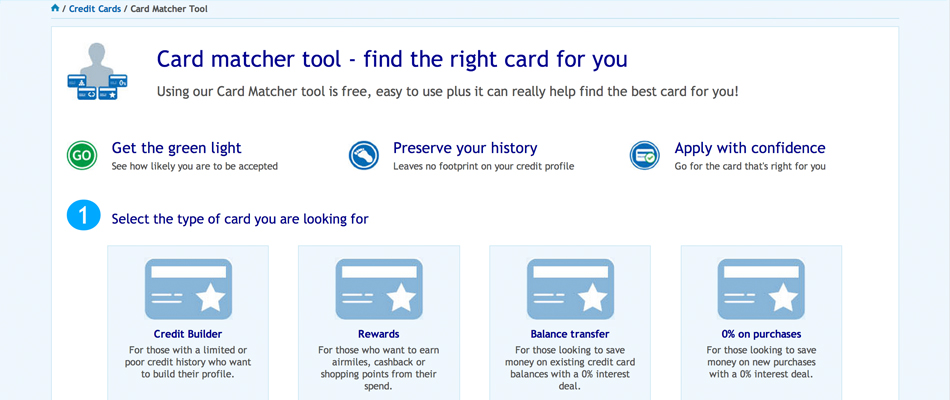 / Credit Cards / Card Matcher Tool
Card matcher tool - find the right card for you
Using our Card Matcher tool is free, easy to use plus it can really help find the best card for you!
GO
Get the green light
See how likely you are to be accepted
Preserve your history
Leaves no footprint on your credit profile
Apply with confidence
Go for the card that's right for you
1
Select the type of card you are looking for
Credit Builder
For those with a limited or
poor credit history who want
to build their profile.
Rewards
For those who want to earn
airmiles, cashback or
shopping points from their
spend.
Balance transfer
For those looking to save
money on existing credit card
balances with a 0% interest
deal.
0% on purchases
For those looking to save
money on new purchases
with a 0% interest deal.